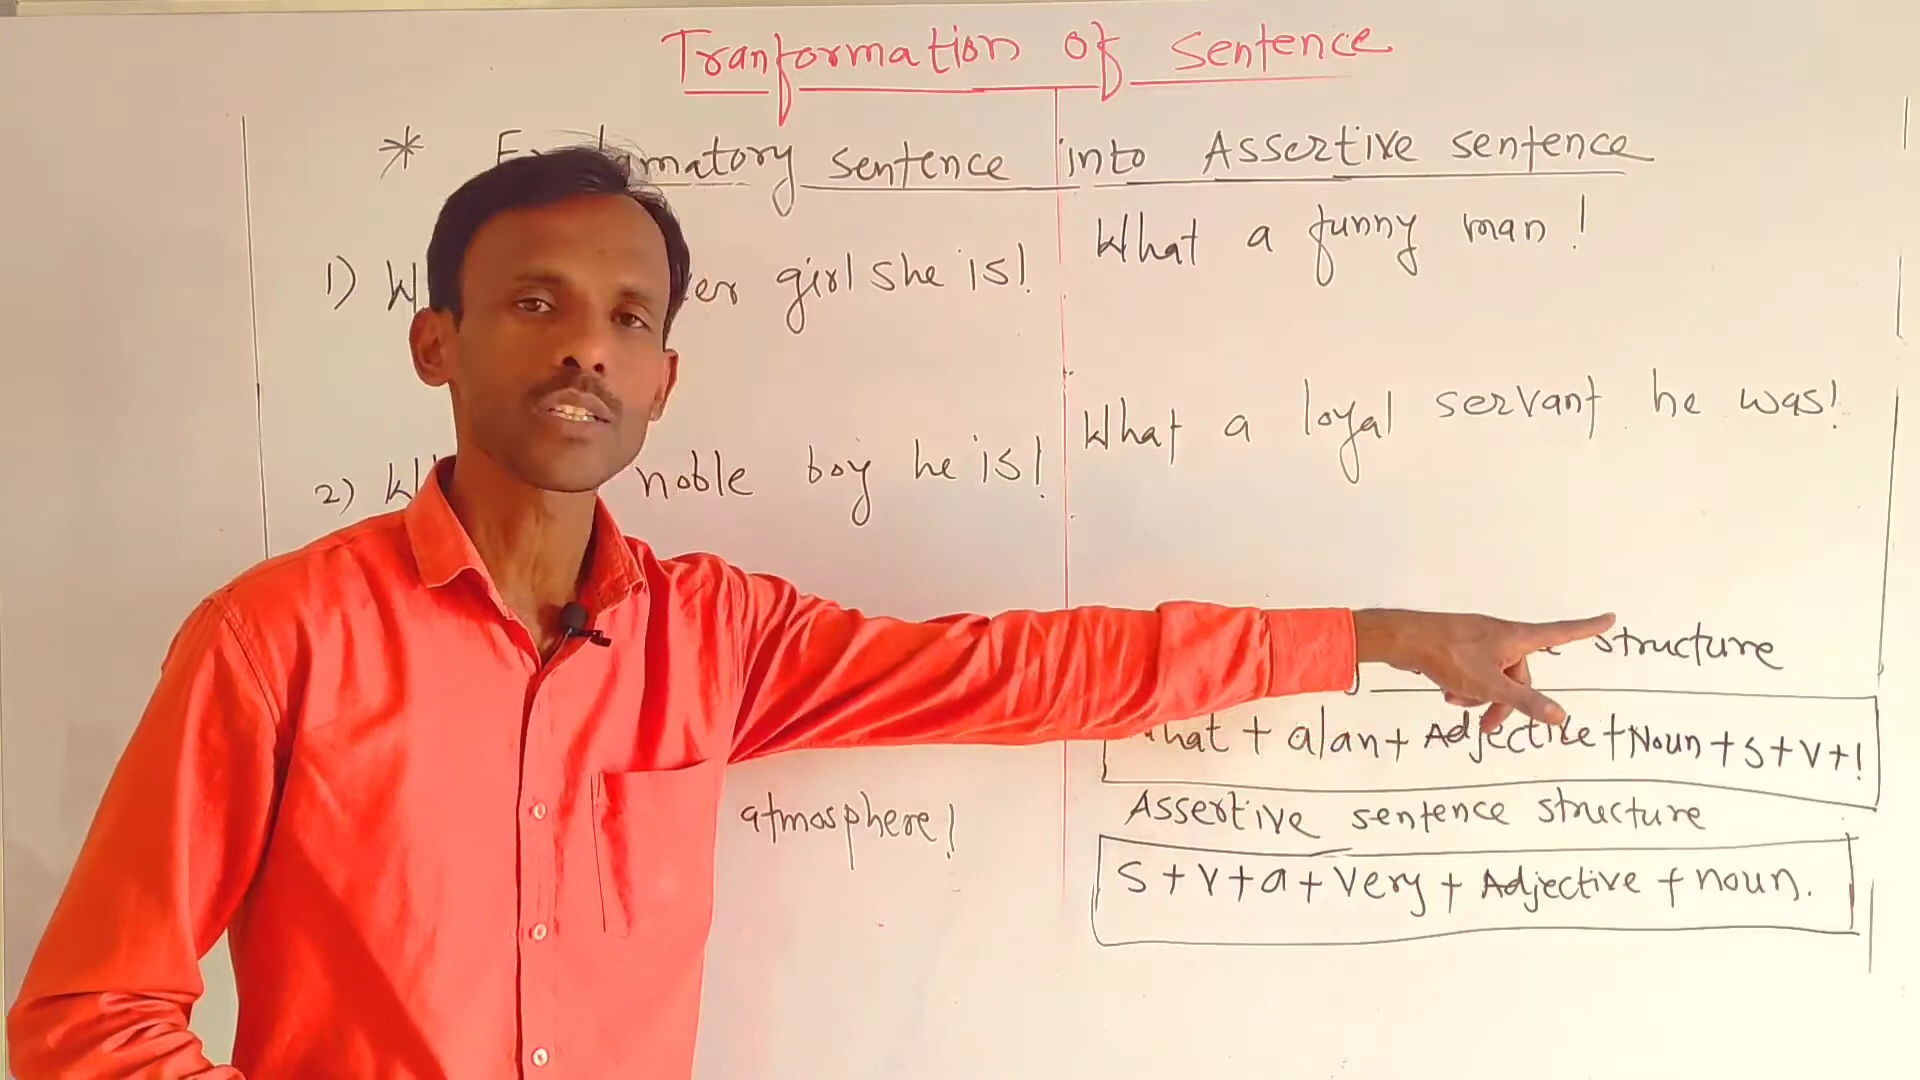 Tranformation Of Sentence
* sentence into Assertive sentence
1) girl she is!
What a funny man!
2) noble boy he is!
What a loyal servant he was!
structure
+ a/an + Adjective + Noun + S + V + !
atmosphere!
Assertive sentence structure
S + V + a + very + Adjective + noun.